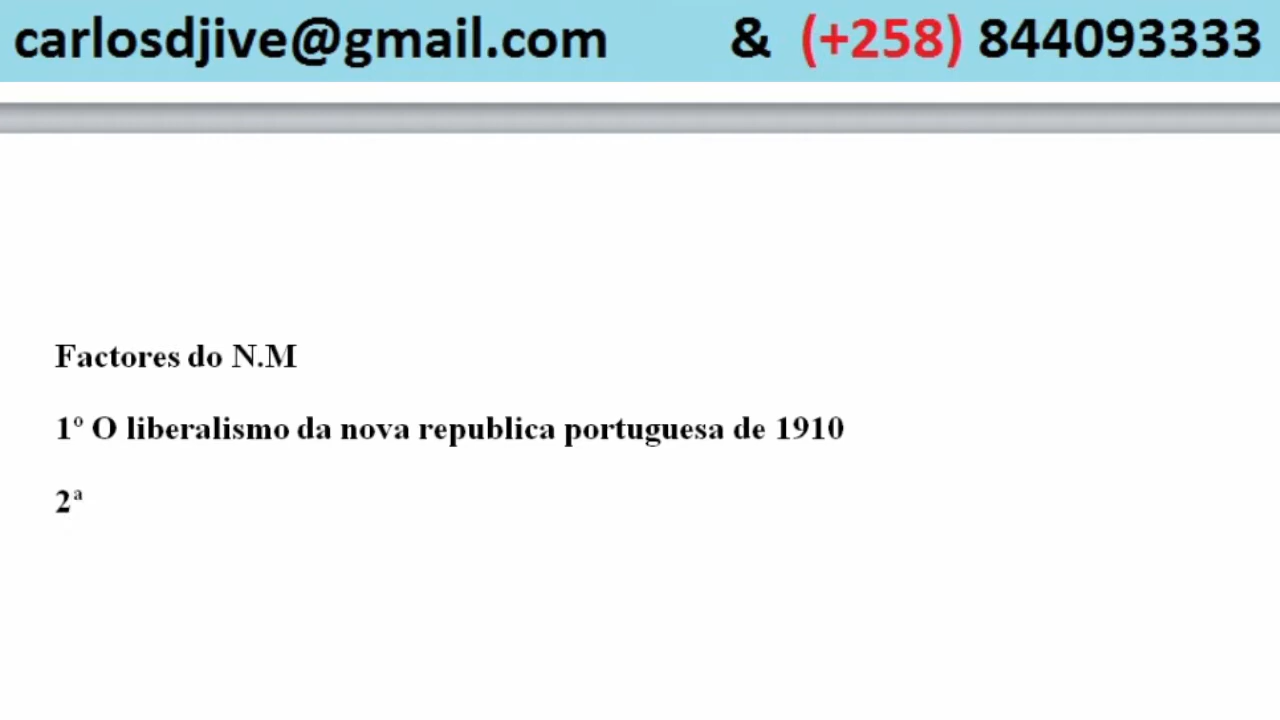 carlosdjive@gmail.com & (+258) 844093333
Factores do N.M
1º O liberalismo da nova republica portuguesa de 1910
2ª